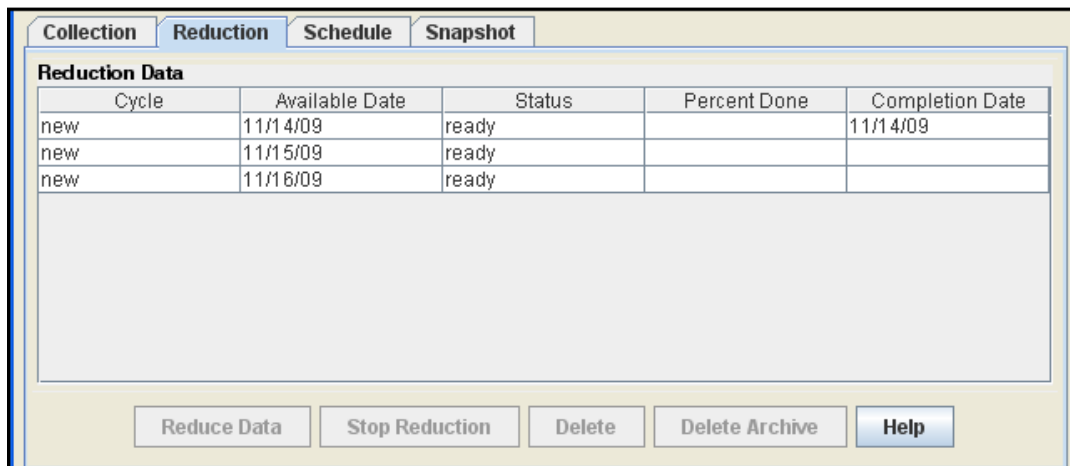 Collection Reduction Schedule Snapshot
Reduction Data
Cycle Available Date Status Percent Done Completion Date
new 11/14/09 ready 11/14/09
new 11/15/09 ready
new 11/16/09 ready
Reduce Data Stop Reduction Delete Delete Archive Help